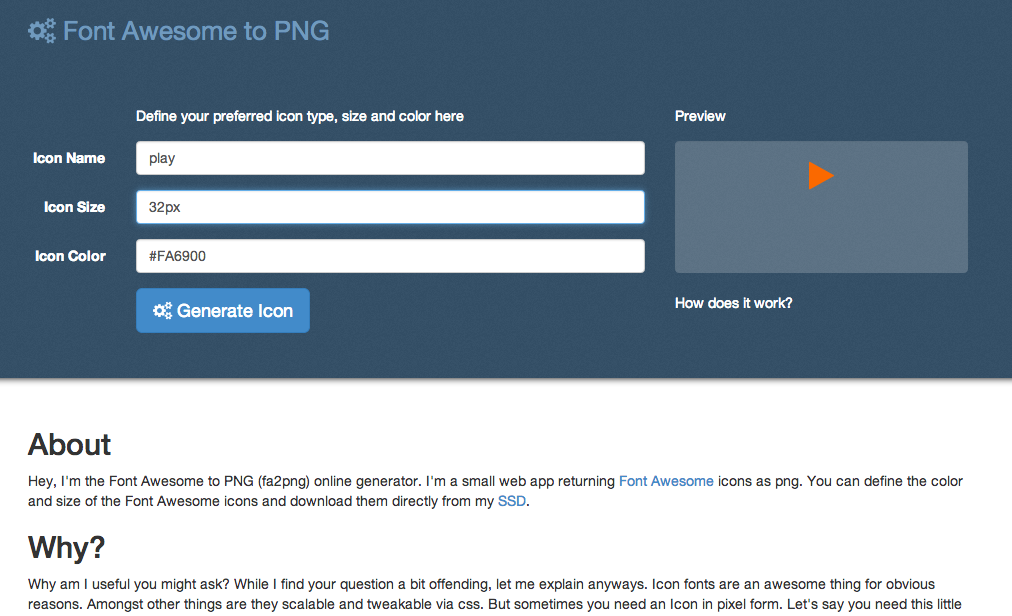 Font Awesome to PNG
Define your preferred icon type, size and color here
Preview
Icon Name
play
Icon Size
32px
Icon Color
#FA6900
Generate Icon
How does it work?
About
Hey, I'm the Font Awesome to PNG (fa2png) online generator. I'm a small web app returning Font Awesome icons as png. You can define the color
and size of the Font Awesome icons and download them directly from my SSD.
Why?
Why am I useful you might ask? While I find your question a bit offending, let me explain anyways. Icon fonts are an awesome thing for obvious
reasons. Amongst other things are they scalable and tweakable via css. But sometimes you need an Icon in pixel form. Let's say you need this little